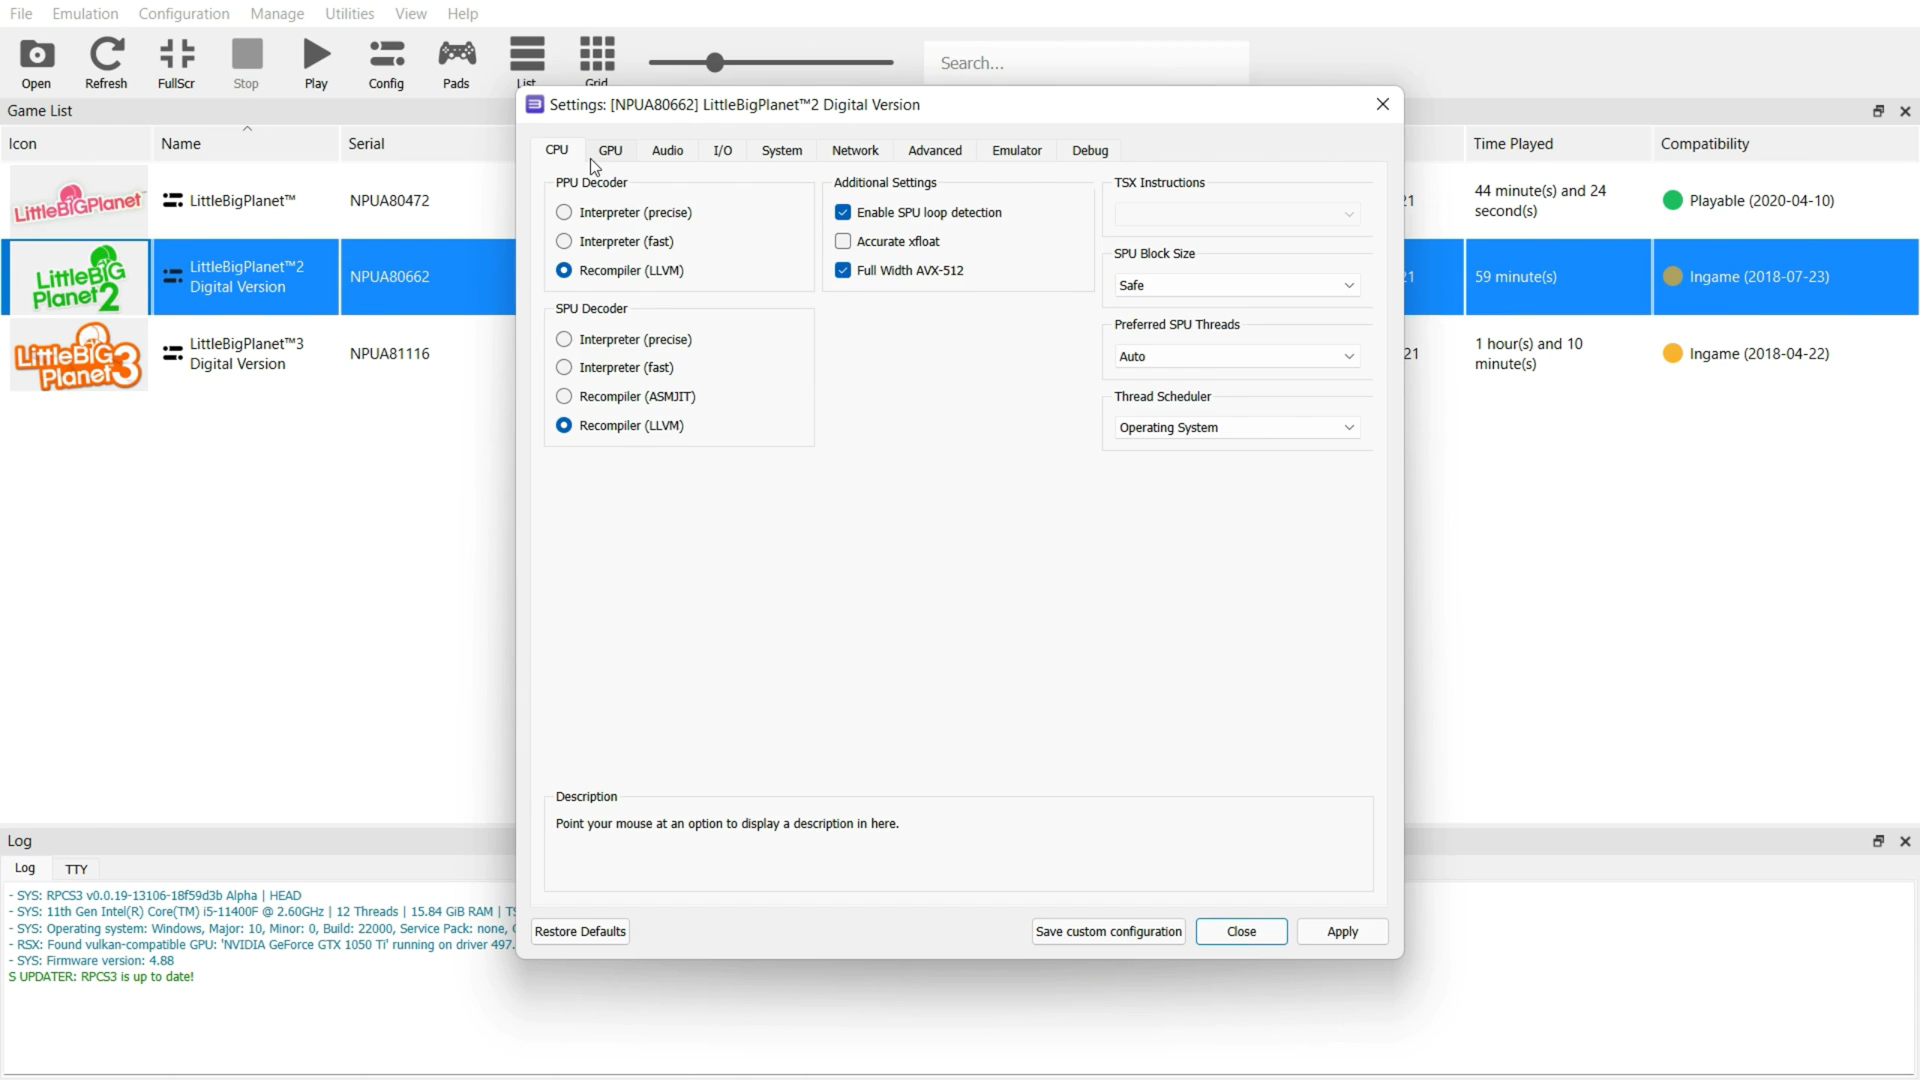 File Emulation Configuration Manage Utilities View Help
Open Refresh FullScr Stop Play Config Pads List Grid
Search...
Game List
Icon Name Serial Time Played Compatibility
LittleBIGPlanet LittleBigPlanet™ NPUA80472 21 44 minute(s) and 24
second(s) Playable (2020-04-10)
LittleBIG
Planet 2 LittleBigPlanet™2
Digital Version NPUA80662 21 59 minute(s) Ingame (2018-07-23)
LittleBIG
Planet 3 LittleBigPlanet™3
Digital Version NPUA81116 21 1 hour(s) and 10
minute(s) Ingame (2018-04-22)
Settings: [NPUA80662] LittleBigPlanet™2 Digital Version
CPU GPU Audio I/O System Network Advanced Emulator Debug
PPU Decoder
Interpreter (precise)
Interpreter (fast)
Recompiler (LLVM)
SPU Decoder
Interpreter (precise)
Interpreter (fast)
Recompiler (ASMJIT)
Recompiler (LLVM)
Additional Settings
Enable SPU loop detection
Accurate xfloat
Full Width AVX-512
TSX Instructions
SPU Block Size
Safe
Preferred SPU Threads
Auto
Thread Scheduler
Operating System
Description
Point your mouse at an option to display a description in here.
Restore Defaults Save custom configuration Close Apply
Log
Log TTY
- SYS: RPCS3 v0.0.19-13106-18f59d3b Alpha | HEAD
- SYS: 11th Gen Intel(R) Core(TM) i5-11400F @ 2.60GHz | 12 Threads | 15.84 GiB RAM |
- SYS: Operating system: Windows, Major: 10, Minor: 0, Build: 22000, Service Pack: none,
- RSX: Found vulkan-compatible GPU: 'NVIDIA GeForce GTX 1050 Ti' running on driver 497.
- SYS: Firmware version: 4.88
S UPDATER: RPCS3 is up to date!